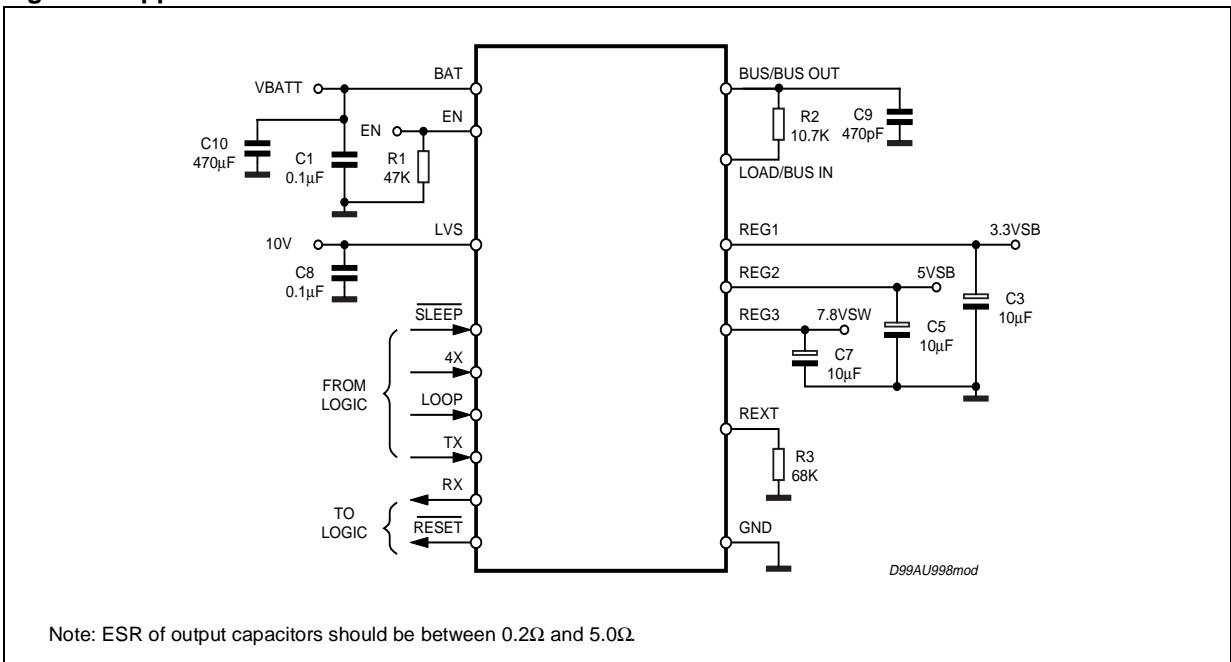 VBATT
BAT
EN
EN
C10
470µF
C1
0.1µF
R1
47K
10V
LVS
C8
0.1µF
SLEEP
4X
LOOP
TX
FROM
LOGIC
RX
RESET
TO
LOGIC
BUS/BUS OUT
R2
10.7K
C9
470pF
LOAD/BUS IN
REG1
3.3VSB
REG2
5VSB
REG3
7.8VSW
C3
10µF
C5
10µF
C7
10µF
REXT
R3
68K
GND
D99AU998mod
Note: ESR of output capacitors should be between 0.2Ω and 5.0Ω.